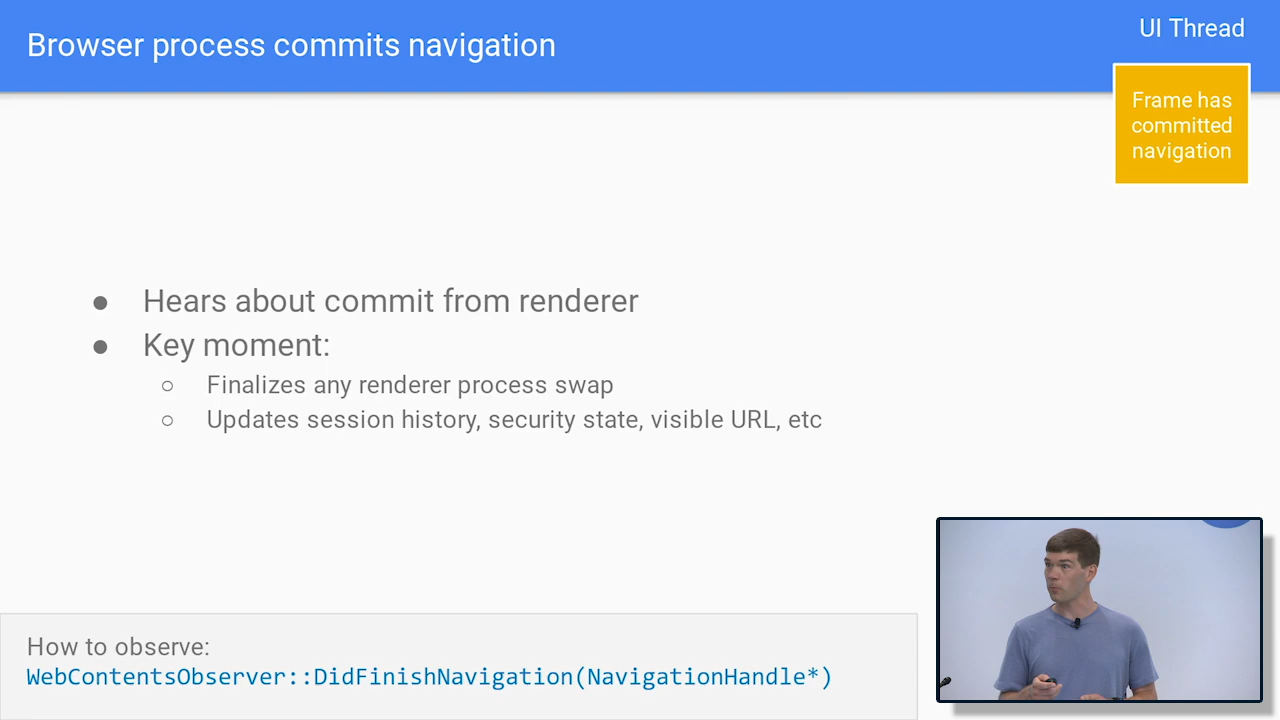 Browser process commits navigation
UI Thread
Frame has
committed
navigation
● Hears about commit from renderer
● Key moment:
○ Finalizes any renderer process swap
○ Updates session history, security state, visible URL, etc
How to observe:
WebContentsObserver::DidFinishNavigation(NavigationHandle*)